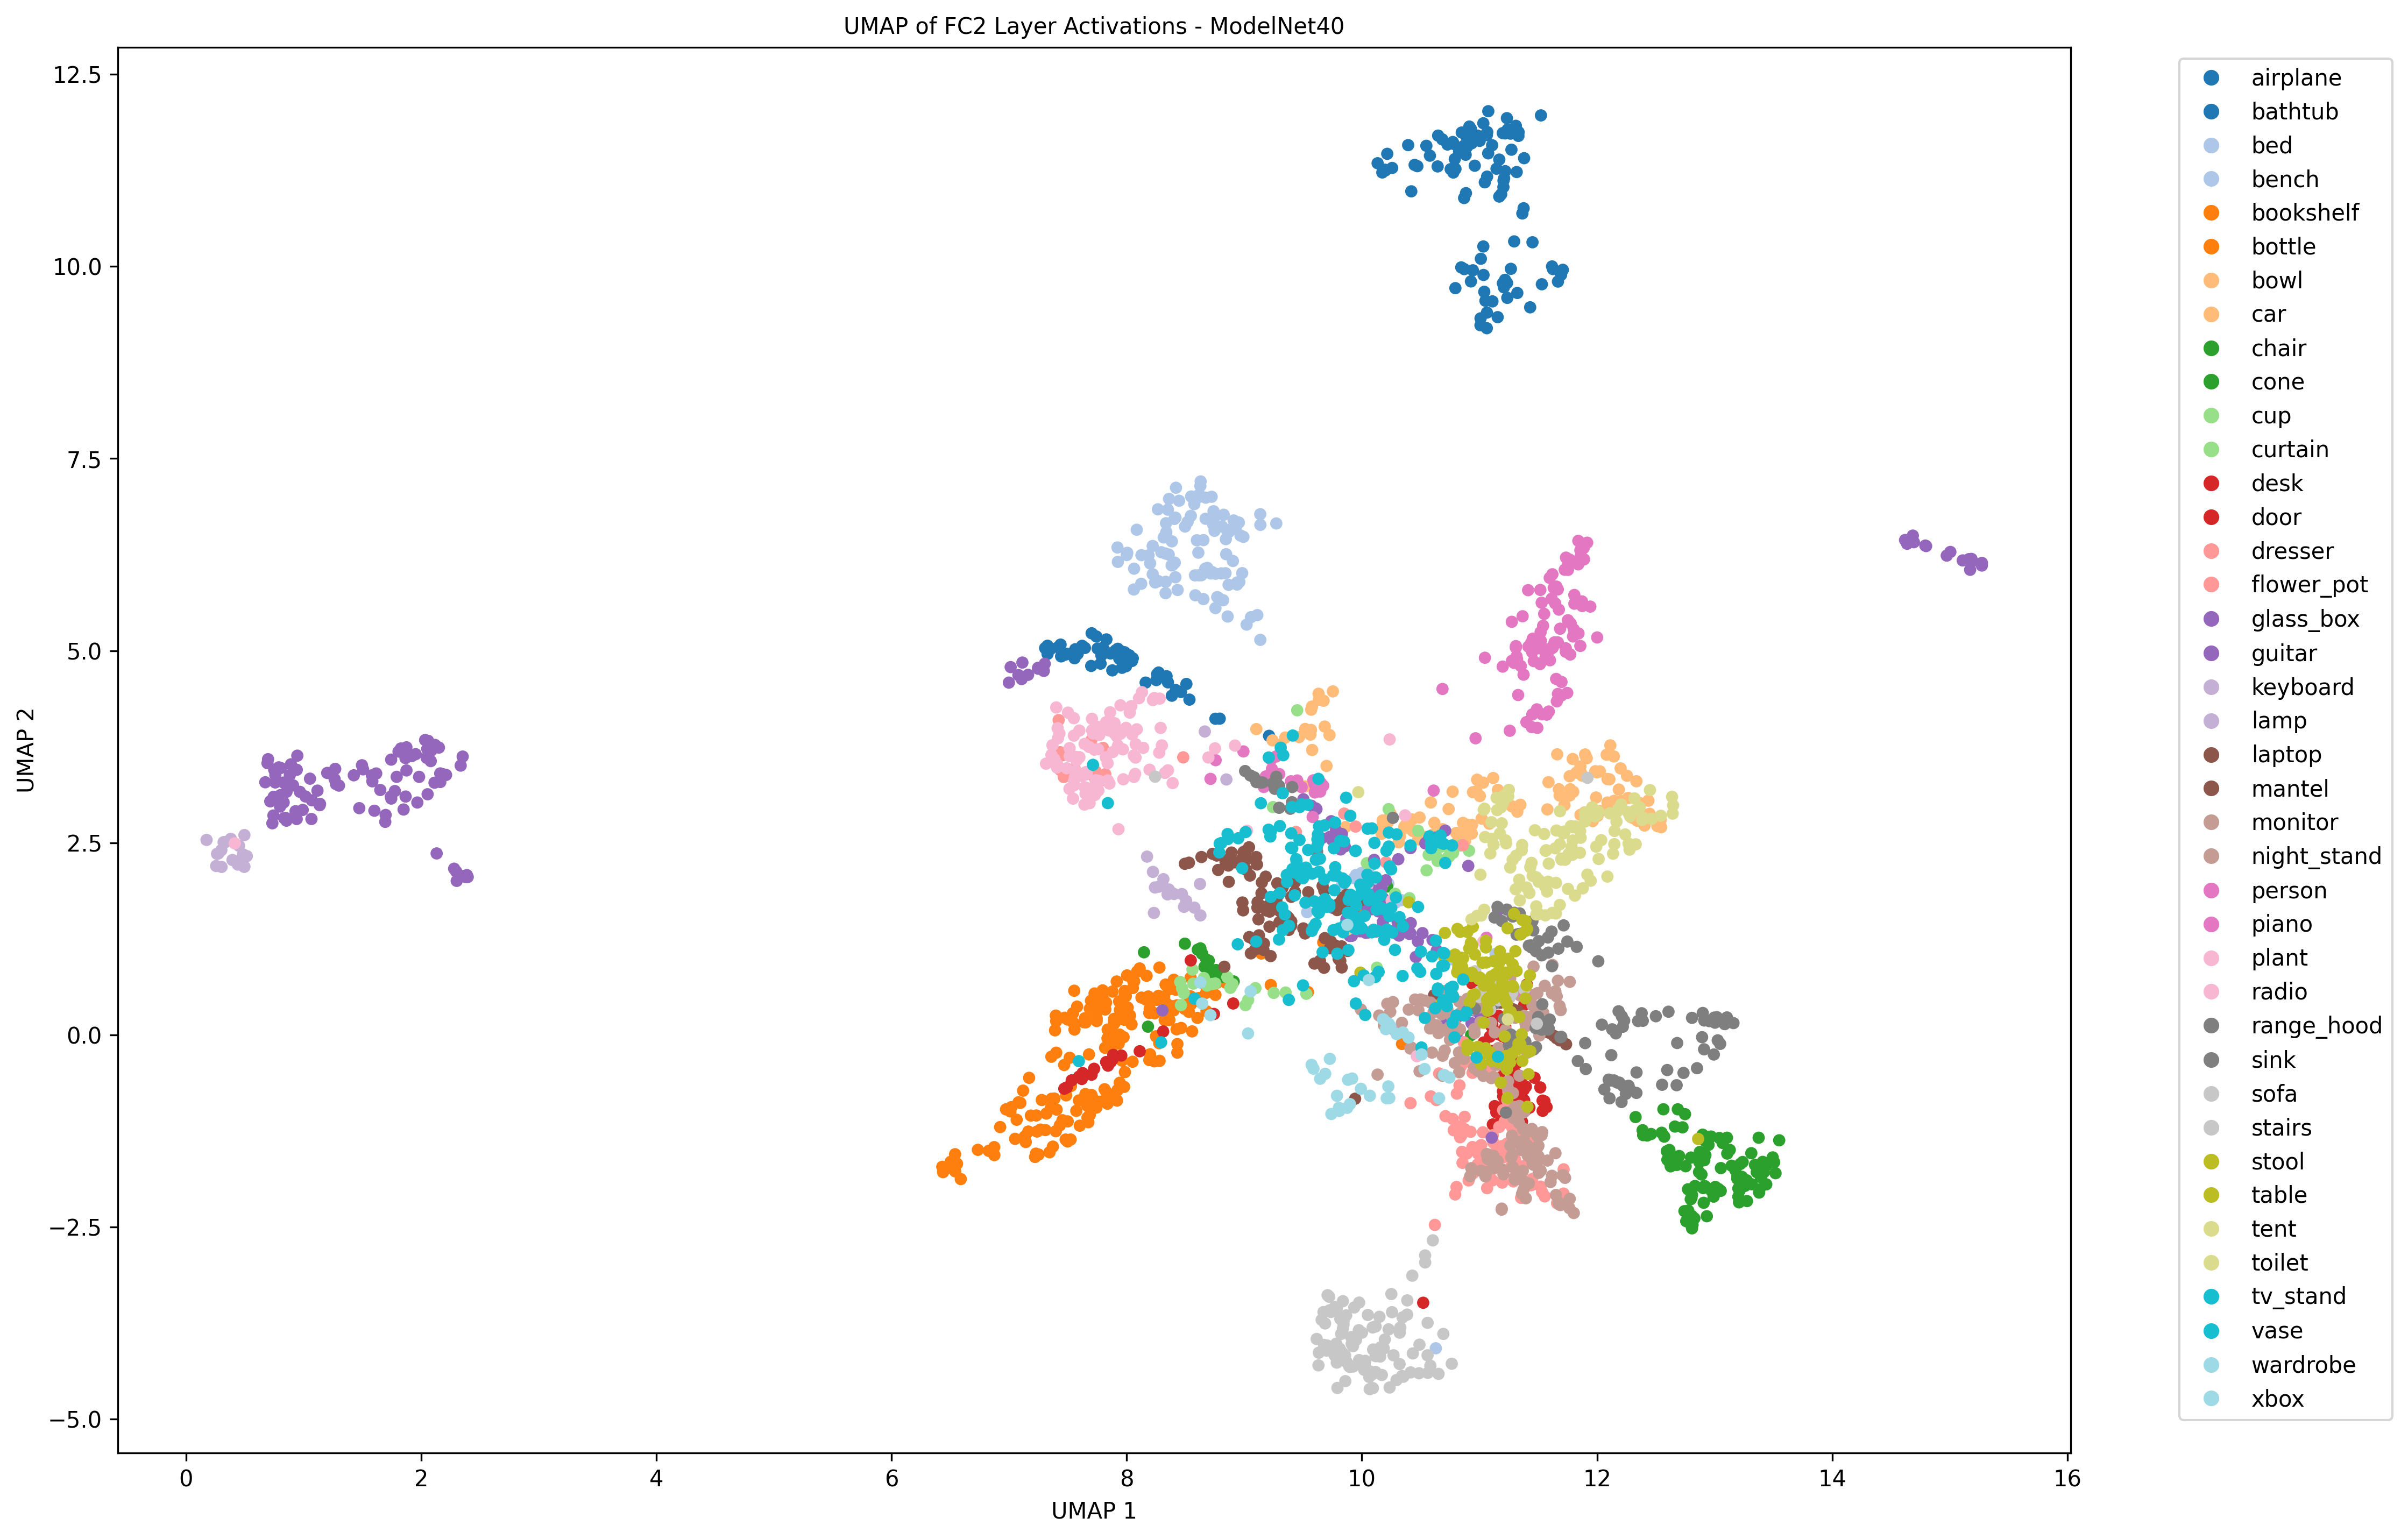 UMAP of FC2 Layer Activations - ModelNet40
12.5
10.0
7.5
5.0
2.5
0.0
−2.5
−5.0
UMAP 2
0
2
4
6
8
10
12
14
16
UMAP 1
airplane
bathtub
bed
bench
bookshelf
bottle
bowl
car
chair
cone
cup
curtain
desk
door
dresser
flower_pot
glass_box
guitar
keyboard
lamp
laptop
mantel
monitor
night_stand
person
piano
plant
radio
range_hood
sink
sofa
stairs
stool
table
tent
toilet
tv_stand
vase
wardrobe
xbox